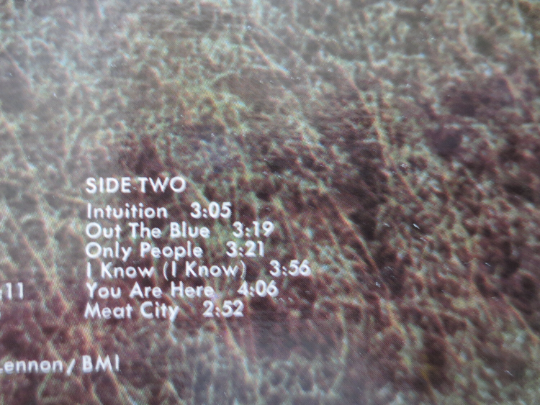 SIDE TWO
Intuition 3:05
Out The Blue 3:19
Only People 3:21
I Know (I Know) 3:56
:11
You Are Here 4:06
Meat City 2:52
Lennon/BMI